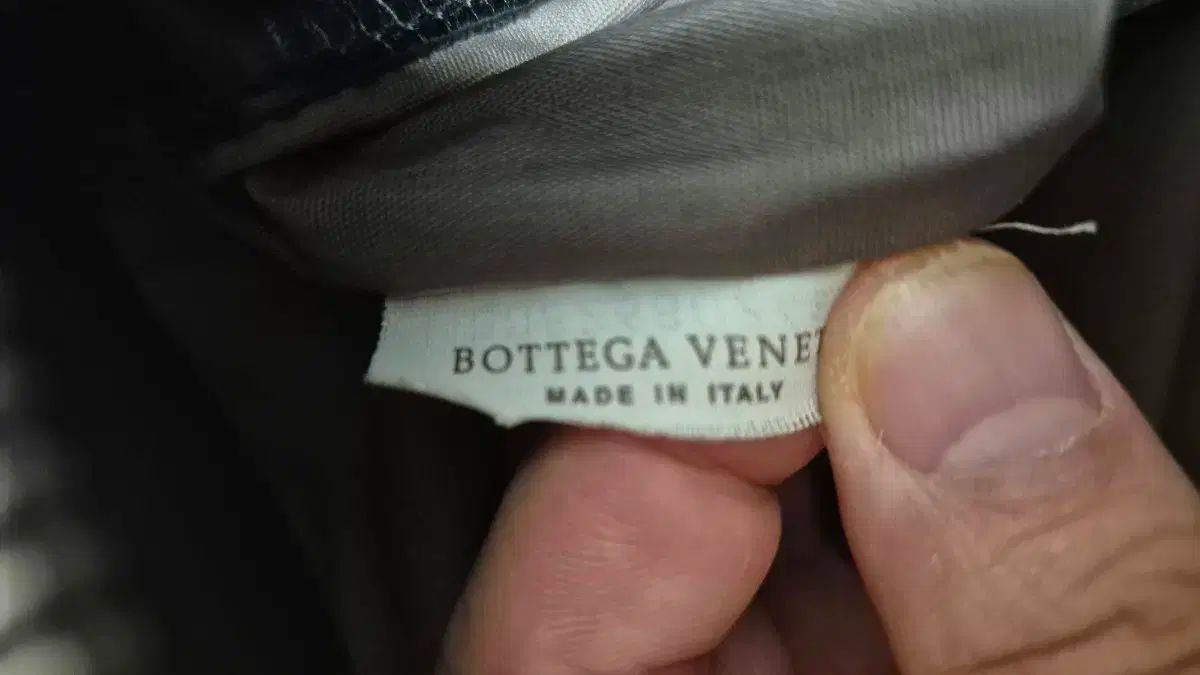 BOTTEGA VENET
MADE IN ITALY